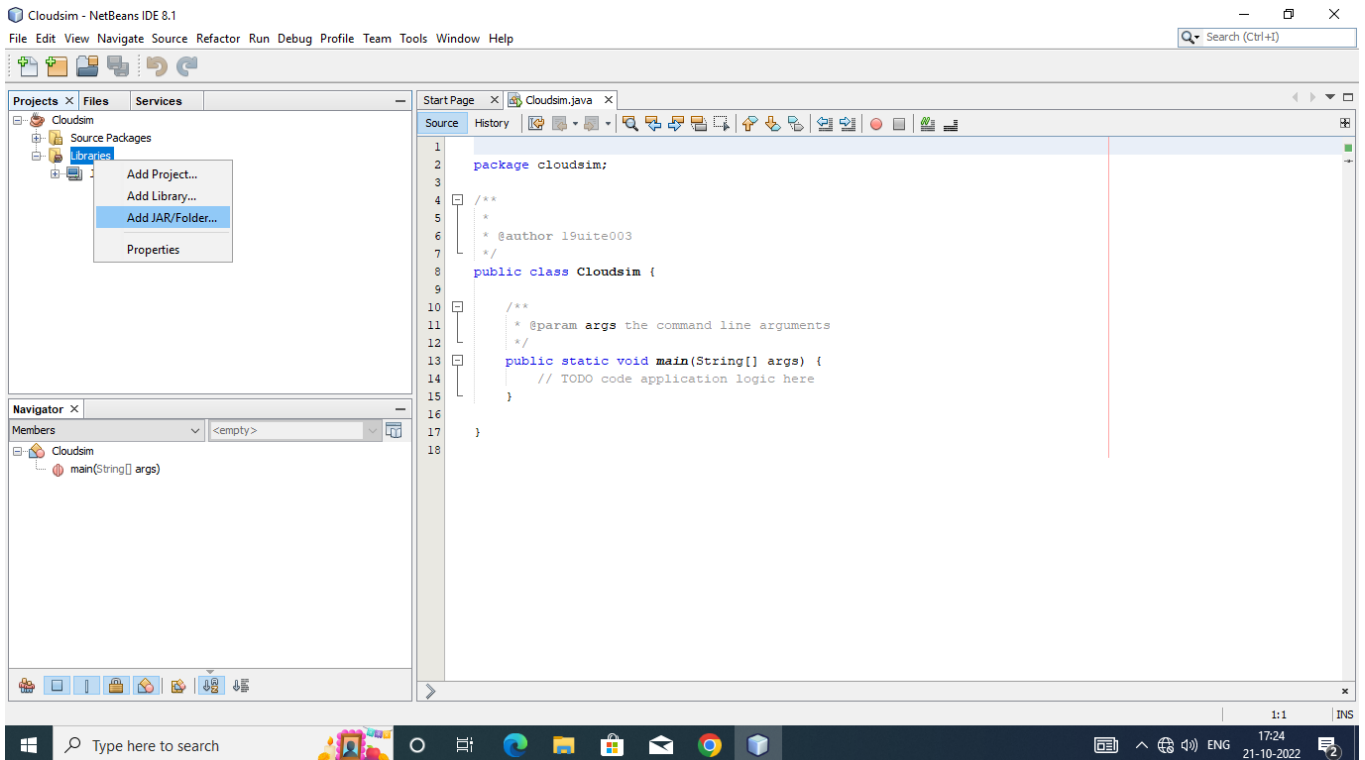 Cloudsim - NetBeans IDE 8.1
File Edit View Navigate Source Refactor Run Debug Profile Team Tools Window Help
Search (Ctrl+I)
Projects Files Services
Cloudsim
Source Packages
Libraries
Add Project...
Add Library...
Add JAR/Folder...
Properties
Start Page Cloudsim.java
Source History
1
2 package cloudsim;
3
4 /**
5 *
6 * @author 19uite003
7 */
8 public class Cloudsim {
9
10 /**
11 * @param args the command line arguments
12 */
13 public static void main(String[] args) {
14 // TODO code application logic here
15 }
16
17 }
18
Navigator
Members <empty>
Cloudsim
main(String[] args)
1:1 INS
Type here to search
ENG
17:24
21-10-2022
2